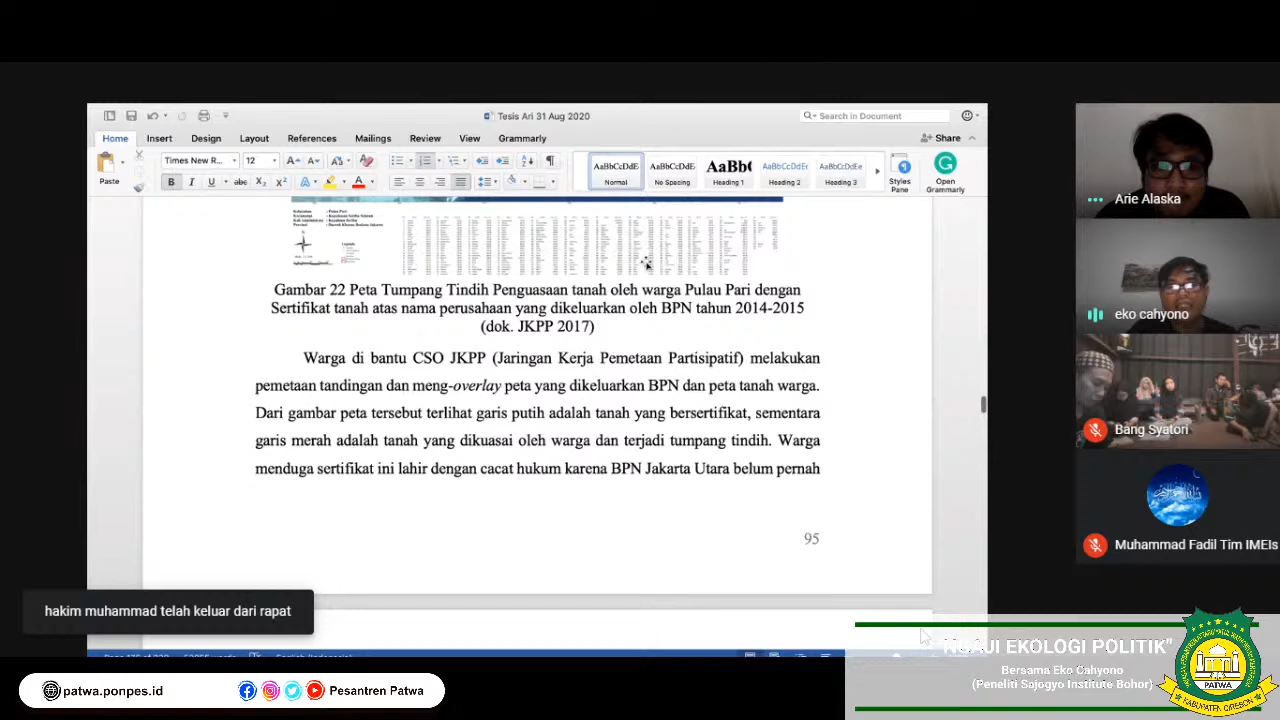 Tesis Ari 31 Aug 2020
Search in Document
Home Insert Design Layout References Mailings Review View Grammarly
Share
Paste
Times New R... 12
AaBbCcDdEe AaBbCcDdEe AaBbC AaBbCcDdEe AaBbCcDdEe
Normal No Spacing Heading 1 Heading 2 Heading 3
Styles Pane
Open Grammarly
Gambar 22 Peta Tumpang Tindih Penguasaan tanah oleh warga Pulau Pari dengan
Sertifikat tanah atas nama perusahaan yang dikeluarkan oleh BPN tahun 2014-2015
(dok. JKPP 2017)
Warga di bantu CSO JKPP (Jaringan Kerja Pemetaan Partisipatif) melakukan
pemetaan tandingan dan meng-overlay peta yang dikeluarkan BPN dan peta tanah warga.
Dari gambar peta tersebut terlihat garis putih adalah tanah yang bersertifikat, sementara
garis merah adalah tanah yang dikuasai oleh warga dan terjadi tumpang tindih. Warga
menduga sertifikat ini lahir dengan cacat hukum karena BPN Jakarta Utara belum pernah
95
Arie Alaska
eko cahyono
Bang Syatori
Muhammad Fadil Tim IMEIs
hakim muhammad telah keluar dari rapat
NGAJI EKOLOGI POLITIK"
Bersama Eko Cahyono
(Peneliti Sajogyo Institute Bohor)
PATWA
KABUPATEN CIREBON
patwa.ponpes.id
Pesantren Patwa